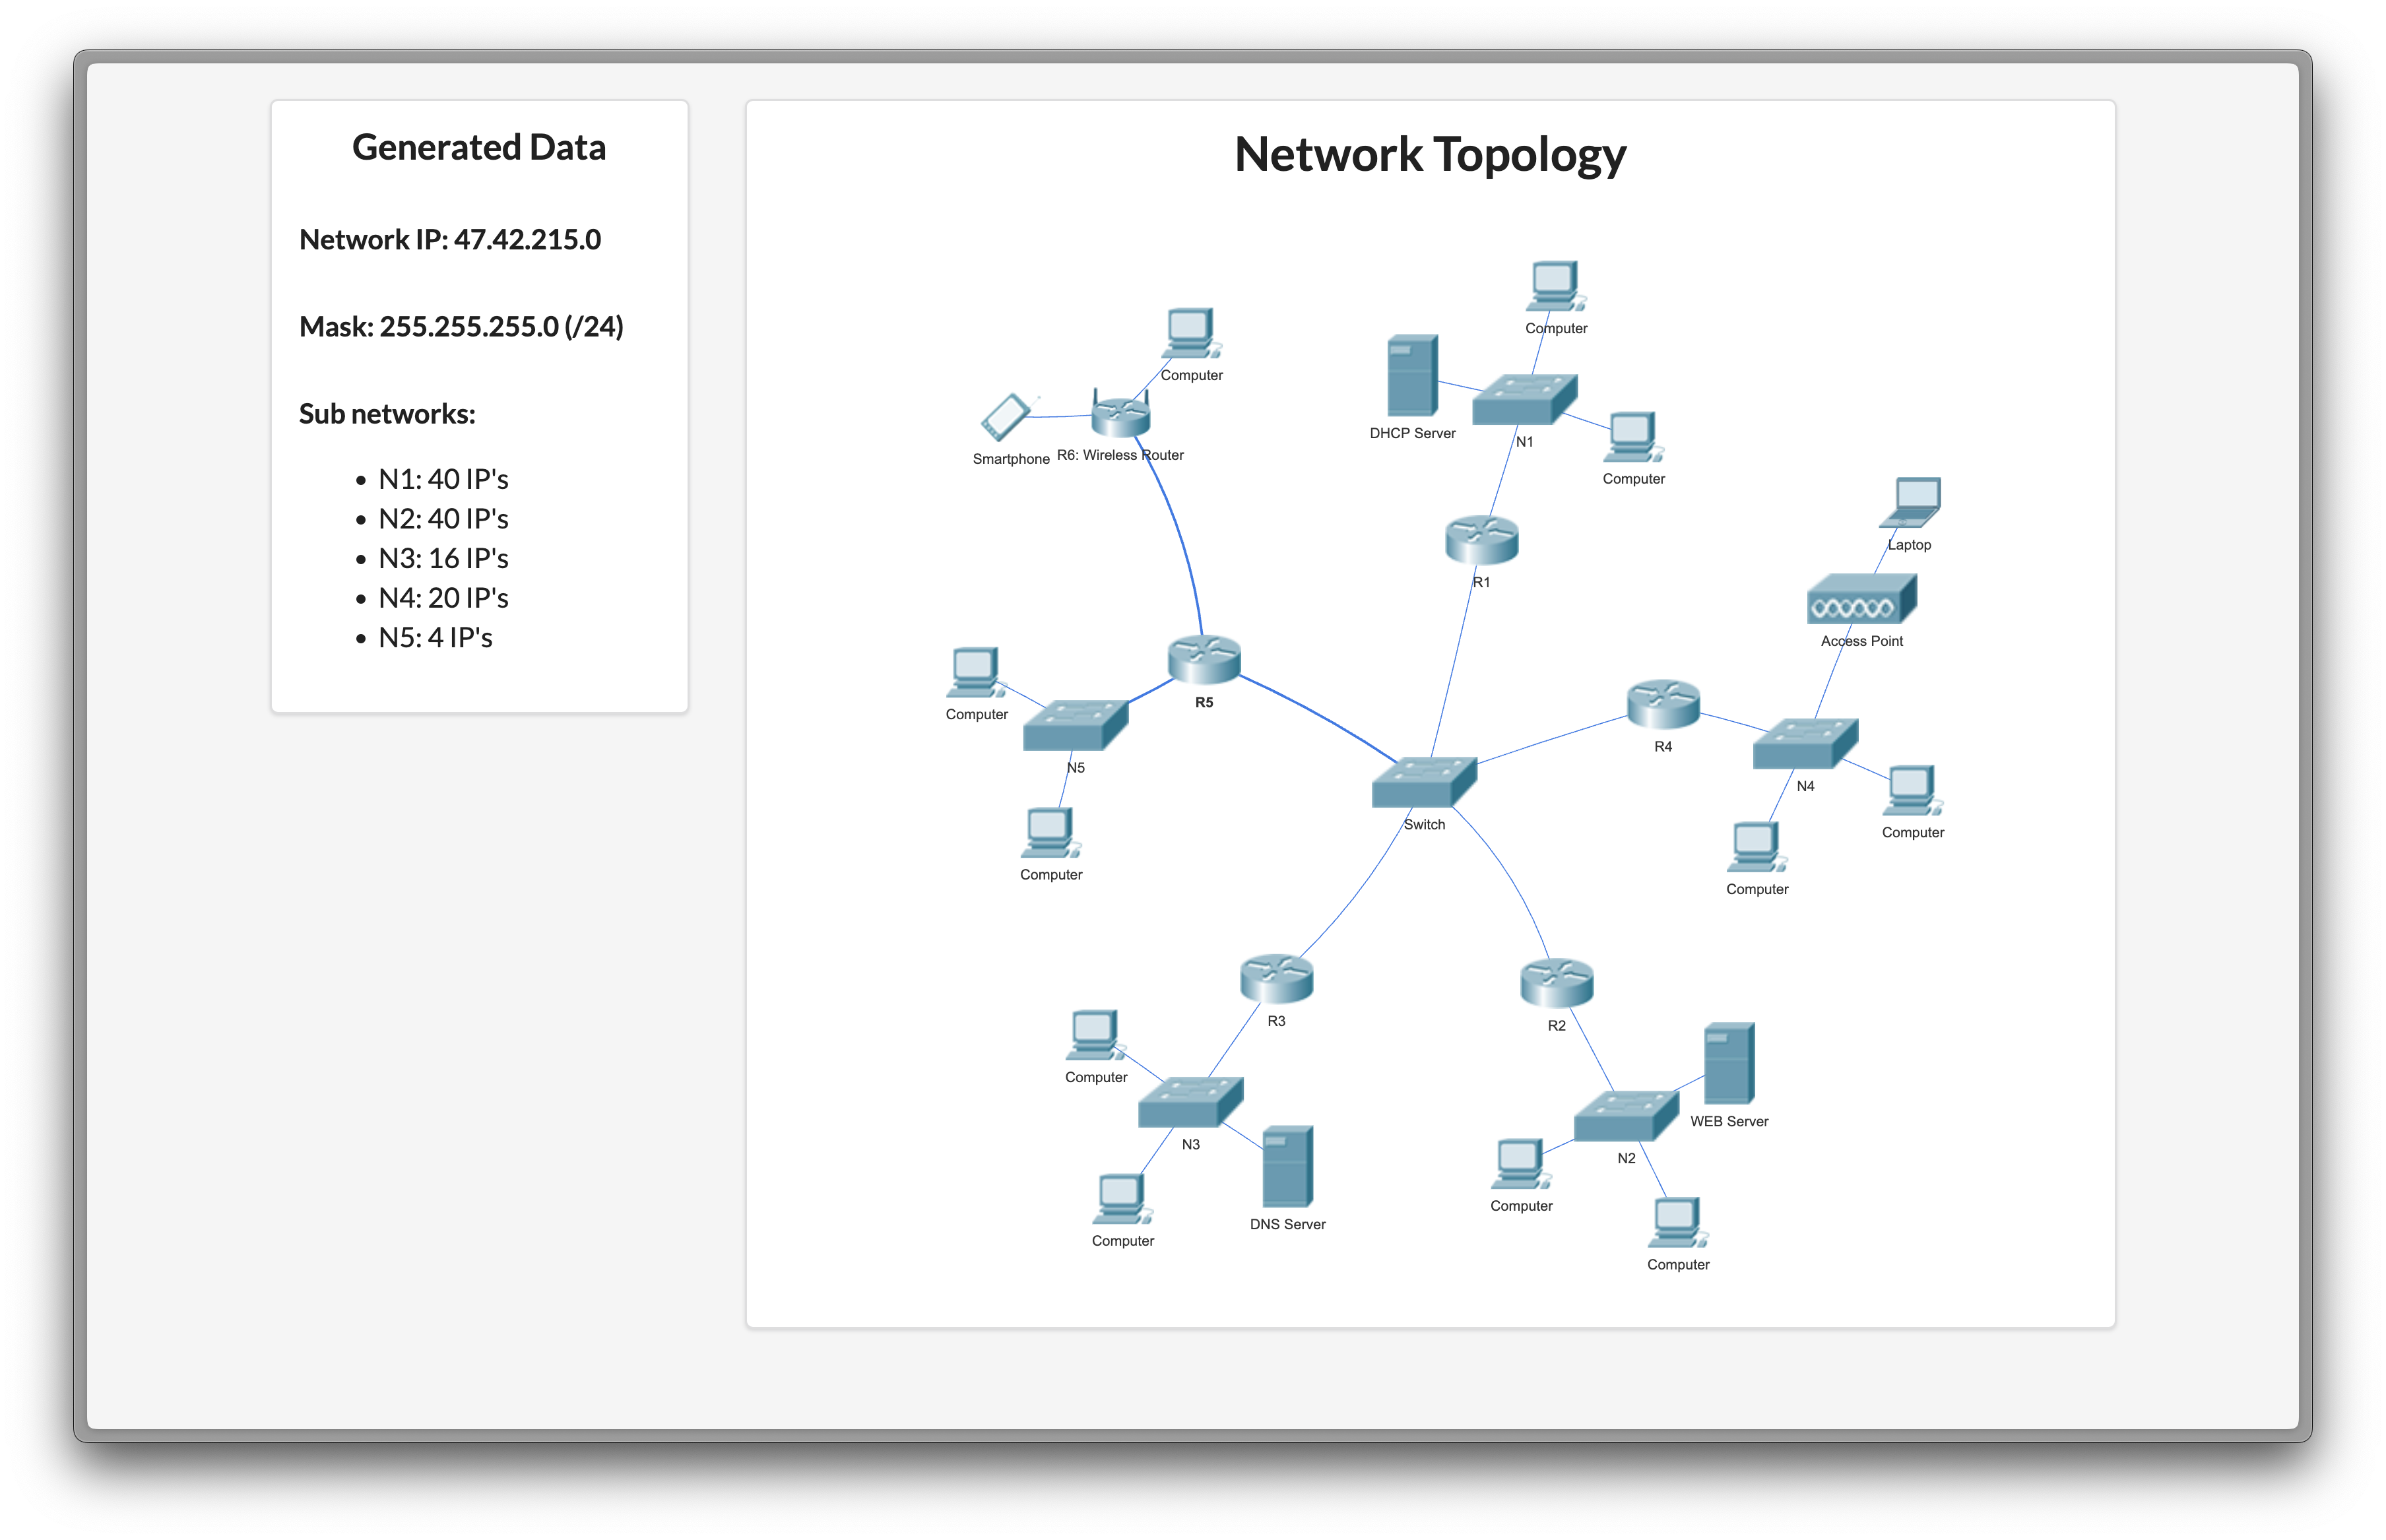 Generated Data
Network IP: 47.42.215.0
Mask: 255.255.255.0 (/24)
Sub networks:
• N1: 40 IP's
• N2: 40 IP's
• N3: 16 IP's
• N4: 20 IP's
• N5: 4 IP's
Network Topology
Computer
Computer
DHCP Server
N1
Smartphone
R6: Wireless Router
Computer
Laptop
R1
Access Point
R5
Computer
R4
N5
N4
Switch
Computer
Computer
Computer
R3
R2
Computer
WEB Server
N3
N2
Computer
DNS Server
Computer
Computer